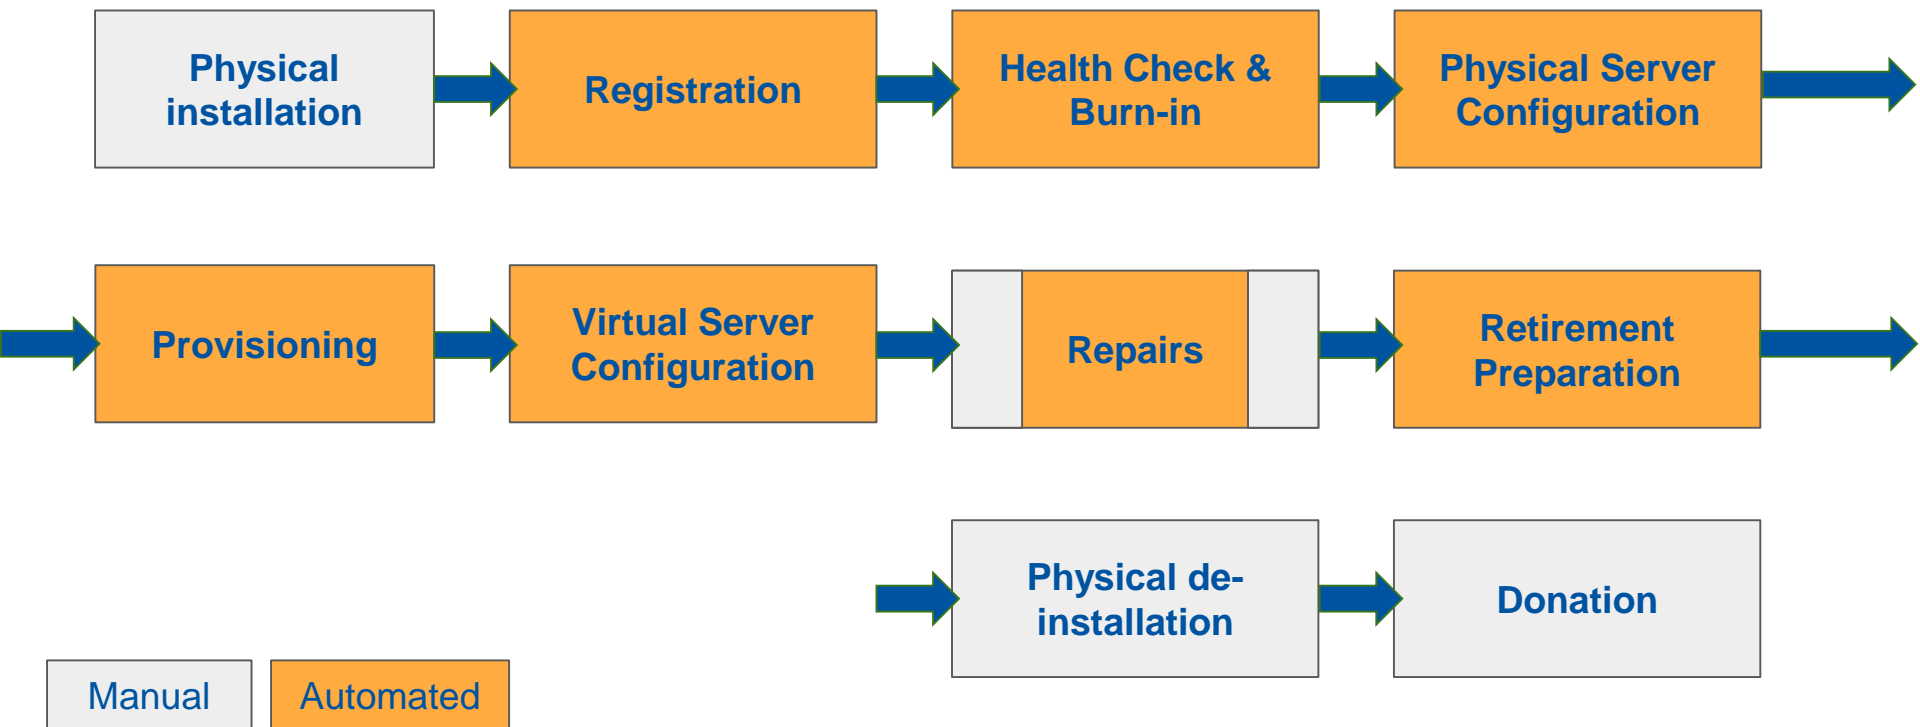 Physical
installation
Registration
Health Check &
Burn-in
Physical Server
Configuration
Provisioning
Virtual Server
Configuration
Repairs
Retirement
Preparation
Physical de-
installation
Donation
Manual
Automated